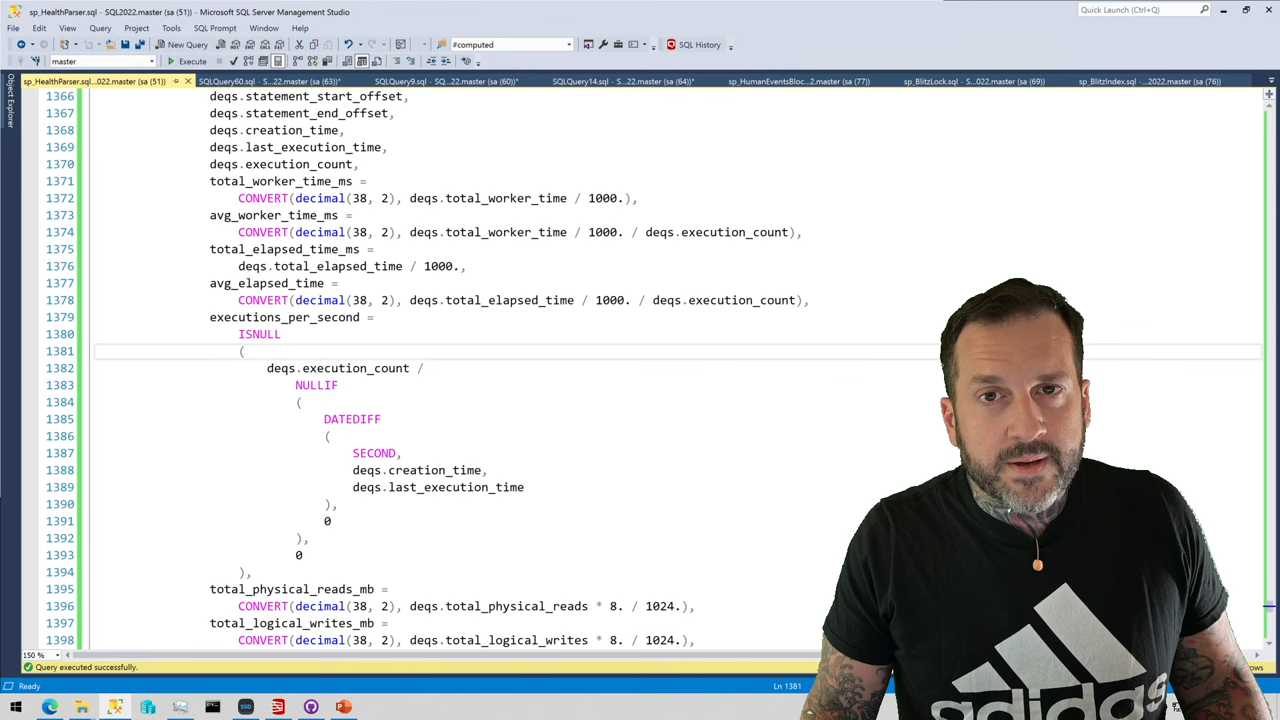 sp_HealthParser.sql - SQL2022.master (sa (51)) - Microsoft SQL Server Management Studio
Quick Launch (Ctrl+Q)
File Edit View Query Project Tools SQL Prompt Window Help
New Query #computed SQL History
master Execute
sp_HealthParser.sql...022.master (sa (51)) SQLQuery60.sql - S...22.master (sa (63))* SQLQuery9.sql - SQ...22.master (sa (60))* SQLQuery14.sql - S...22.master (sa (64))* sp_HumanEventsBloc...2.master (sa (77)) sp_BlitzLock.sql - S...022.master (sa (69)) sp_BlitzIndex.sql - ...2022.master (sa (76))
Object Explorer
1366 deqs.statement_start_offset,
1367 deqs.statement_end_offset,
1368 deqs.creation_time,
1369 deqs.last_execution_time,
1370 deqs.execution_count,
1371 total_worker_time_ms =
1372 CONVERT(decimal(38, 2), deqs.total_worker_time / 1000.),
1373 avg_worker_time_ms =
1374 CONVERT(decimal(38, 2), deqs.total_worker_time / 1000. / deqs.execution_count),
1375 total_elapsed_time_ms =
1376 deqs.total_elapsed_time / 1000.,
1377 avg_elapsed_time =
1378 CONVERT(decimal(38, 2), deqs.total_elapsed_time / 1000. / deqs.execution_count),
1379 executions_per_second =
1380 ISNULL
1381 (
1382 deqs.execution_count /
1383 NULLIF
1384 (
1385 DATEDIFF
1386 (
1387 SECOND,
1388 deqs.creation_time,
1389 deqs.last_execution_time
1390 ),
1391 0
1392 ),
1393 0
1394 ),
1395 total_physical_reads_mb =
1396 CONVERT(decimal(38, 2), deqs.total_physical_reads * 8. / 1024.),
1397 total_logical_writes_mb =
1398 CONVERT(decimal(38, 2), deqs.total_logical_writes * 8. / 1024.),
150 %
Query executed successfully.
Ready Ln 1381
adidas